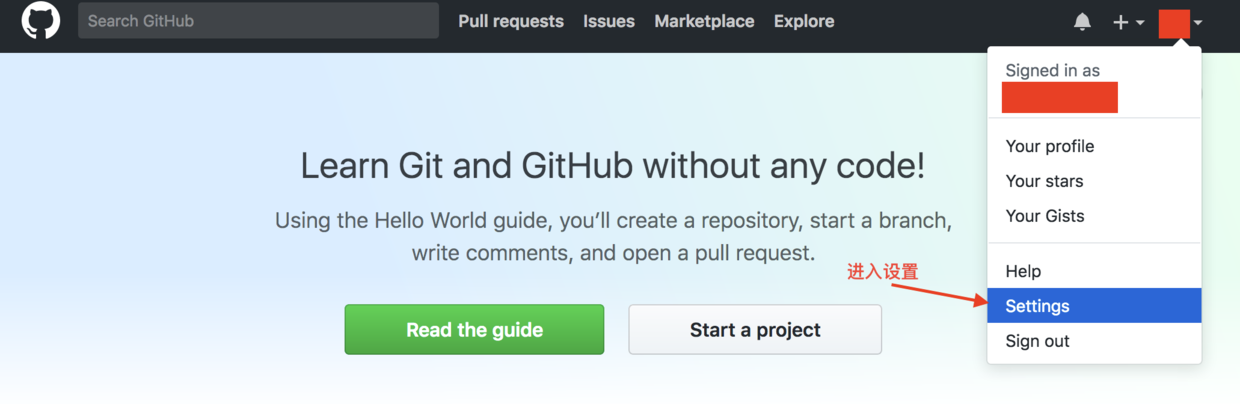 Search GitHub
Pull requests Issues Marketplace Explore
Signed in as
Your profile
Your stars
Your Gists
Help
Settings
Sign out
Learn Git and GitHub without any code!
Using the Hello World guide, you’ll create a repository, start a branch,
write comments, and open a pull request.
进入设置
Read the guide
Start a project